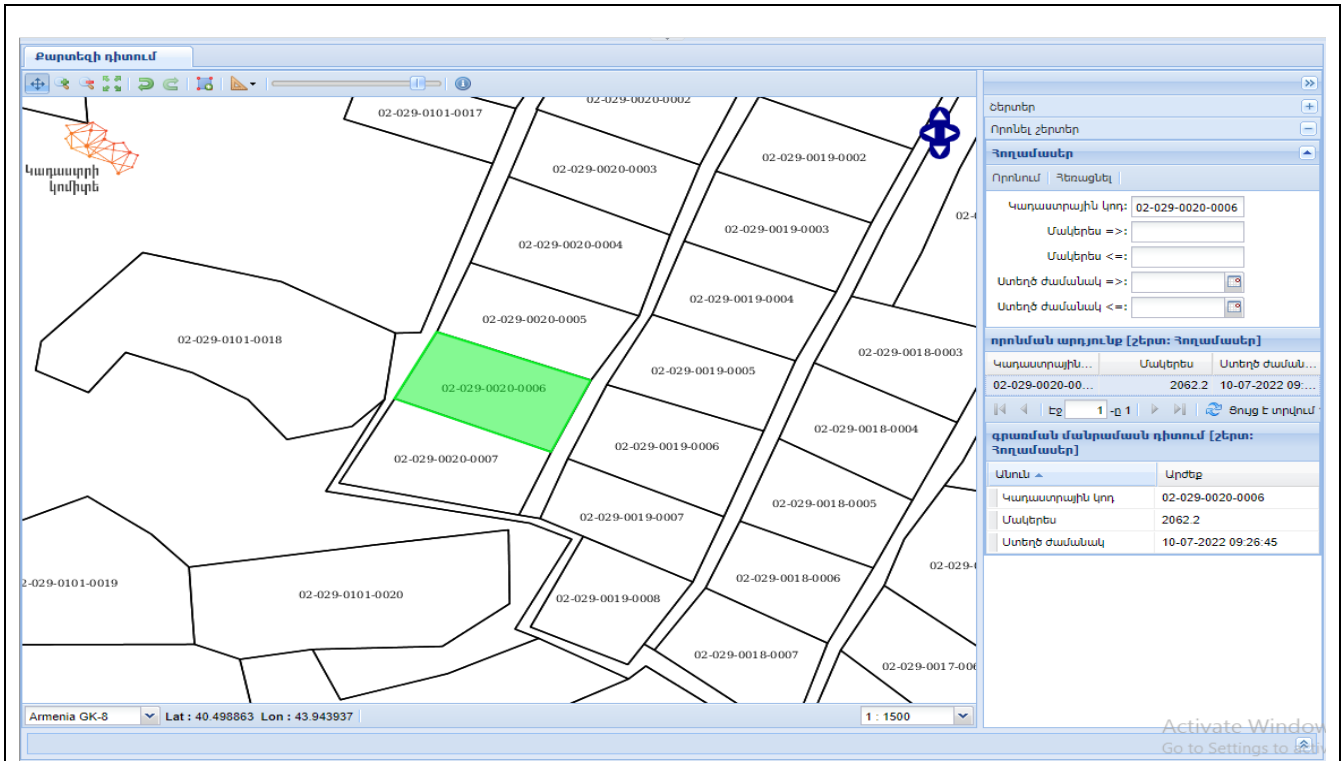 Քարտեզի դիտում
02-029-0020-0002
02-029-0101-0017
02-029-0019-0002
02-029-0020-0003
Կադաստրի
կոմիտե
02-0
02-029-0019-0003
02-029-0020-0004
02-029-0019-0004
02-029-0020-0005
02-029-0101-0018
02-029-0018-0003
02-029-0019-0005
02-029-0020-0006
02-029-0018-0004
02-029-0019-0006
02-029-0020-0007
02-029-0018-0005
02-029-0019-0007
02-029-0
02-029-0018-0006
2-029-0101-0019
02-029-0101-0020
02-029-0019-0008
02-029-0018-0007
02-029-0017-006
Armenia GK-8
Lat : 40.498863 Lon : 43.943937
1 : 1500
Շերտեր
Որոնել շերտեր
Հողամասեր
Որոնում Հեռացնել
Կադաստրային կոդ: 02-029-0020-0006
Մակերես =>:
Մակերես <=:
Ստեղծ ժամանակ =>:
Ստեղծ ժամանակ <=:
որոնման արդյունք [շերտ: Հողամասեր]
Կադաստրային... Մակերես Ստեղծ ժաման...
02-029-0020-00... 2062.2 10-07-2022 09:...
Էջ 1 -ը 1 Ցույց է տրվում
գրառման մանրամասն դիտում [շերտ:
Հողամասեր]
Անուն Արժեք
Կադաստրային կոդ 02-029-0020-0006
Մակերես 2062.2
Ստեղծ ժամանակ 10-07-2022 09:26:45
Activate Window
Go to Settings to activ